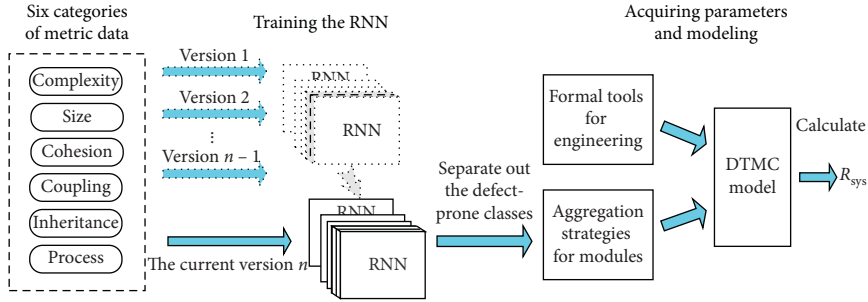 Six categories
of metric data
Complexity
Size
Cohesion
Coupling
Inheritance
Process
Training the RNN
Version 1
Version 2
⋮
Version n – 1
The current version n
RNN
RNN
RNN
RNN
Separate out
the defect-
prone classes
Acquiring parameters
and modeling
Formal tools
for
engineering
Aggregation
strategies
for modules
DTMC
model
Calculate
Rsys